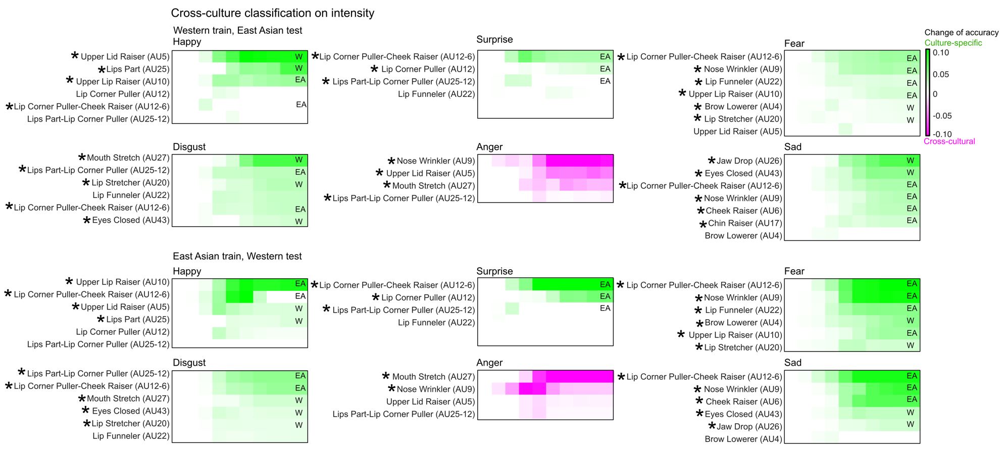 Cross-culture classification on intensity
Western train, East Asian test
Happy
*Upper Lid Raiser (AU5) W
*Lips Part (AU25) W
*Upper Lip Raiser (AU10) EA
Lip Corner Puller (AU12)
*Lip Corner Puller-Cheek Raiser (AU12-6) EA
Lips Part-Lip Corner Puller (AU25-12)
Surprise
*Lip Corner Puller-Cheek Raiser (AU12-6) EA
*Lip Corner Puller (AU12) EA
*Lips Part-Lip Corner Puller (AU25-12) EA
Lip Funneler (AU22)
Fear
*Lip Corner Puller-Cheek Raiser (AU12-6) EA
*Nose Wrinkler (AU9) EA
*Lip Funneler (AU22) EA
*Upper Lip Raiser (AU10) EA
*Brow Lowerer (AU4) W
*Lip Stretcher (AU20) W
Upper Lid Raiser (AU5)
Change of accuracy
Culture-specific
0.10
0.05
0
-0.05
-0.10
Cross-cultural
Disgust
*Mouth Stretch (AU27) W
*Lips Part-Lip Corner Puller (AU25-12) EA
*Lip Stretcher (AU20) W
Lip Funneler (AU22)
*Lip Corner Puller-Cheek Raiser (AU12-6) EA
*Eyes Closed (AU43) W
Anger
*Nose Wrinkler (AU9)
*Upper Lid Raiser (AU5)
*Mouth Stretch (AU27)
*Lips Part-Lip Corner Puller (AU25-12)
Sad
*Jaw Drop (AU26) W
*Eyes Closed (AU43) W
*Lip Corner Puller-Cheek Raiser (AU12-6) EA
*Nose Wrinkler (AU9) EA
*Cheek Raiser (AU6) EA
*Chin Raiser (AU17) EA
Brow Lowerer (AU4)
East Asian train, Western test
Happy
*Upper Lip Raiser (AU10) EA
*Lip Corner Puller-Cheek Raiser (AU12-6) EA
*Upper Lid Raiser (AU5) W
*Lips Part (AU25) W
Lip Corner Puller (AU12)
Lips Part-Lip Corner Puller (AU25-12)
Surprise
*Lip Corner Puller-Cheek Raiser (AU12-6) EA
*Lip Corner Puller (AU12) EA
*Lips Part-Lip Corner Puller (AU25-12) EA
Lip Funneler (AU22)
Fear
*Lip Corner Puller-Cheek Raiser (AU12-6) EA
*Nose Wrinkler (AU9) EA
*Lip Funneler (AU22) EA
*Brow Lowerer (AU4) W
*Upper Lip Raiser (AU10) EA
*Lip Stretcher (AU20) W
Disgust
*Lips Part-Lip Corner Puller (AU25-12) EA
*Lip Corner Puller-Cheek Raiser (AU12-6) EA
*Mouth Stretch (AU27) W
*Eyes Closed (AU43) W
*Lip Stretcher (AU20) W
Lip Funneler (AU22)
Anger
*Mouth Stretch (AU27)
*Nose Wrinkler (AU9)
Upper Lid Raiser (AU5)
Lips Part-Lip Corner Puller (AU25-12)
Sad
*Lip Corner Puller-Cheek Raiser (AU12-6) EA
*Nose Wrinkler (AU9) EA
*Cheek Raiser (AU6) EA
*Eyes Closed (AU43) W
*Jaw Drop (AU26) W
Brow Lowerer (AU4)